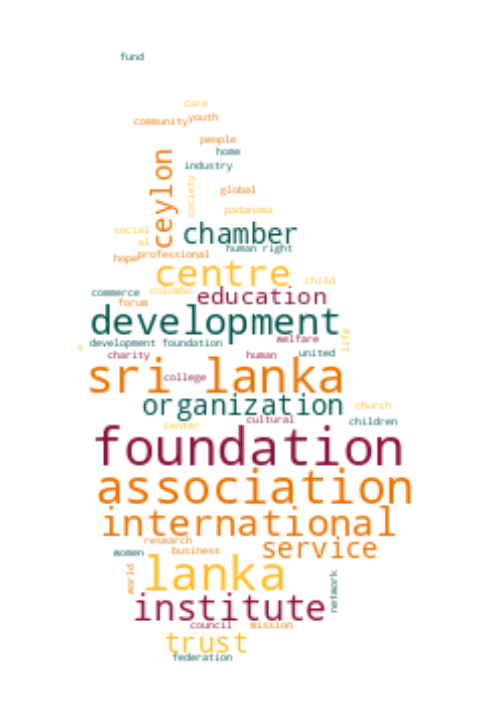 fund
care
community youth
people
home
ceylon
industry
society
global
padanama
social
chamber
al
human right
hope professional
centre
child
commerce colombo
education
forum
development
welfare
life
development foundation
charity human united
sri lanka
college
organization
church
cultural
center children
foundation
association
international
research
service
women business
lanka
world
network
institute
council mission
trust
federation